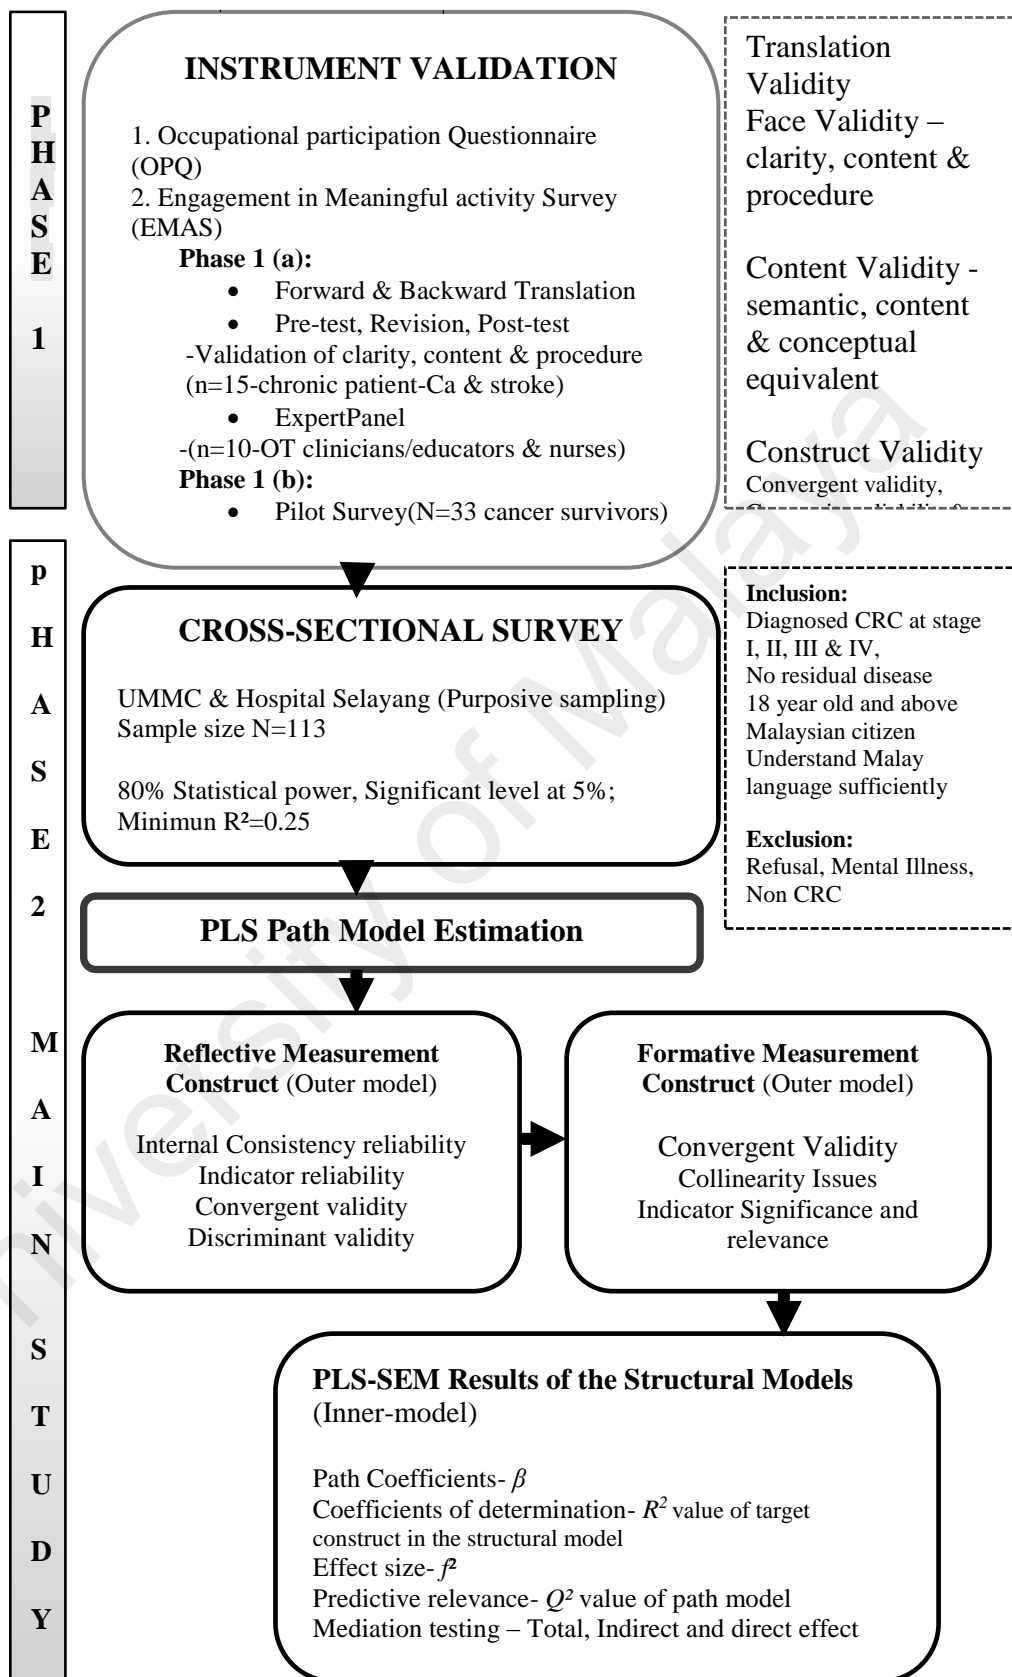 PHASE 1
INSTRUMENT VALIDATION
1. Occupational participation Questionnaire
(OPQ)
2. Engagement in Meaningful activity Survey
(EMAS)
Phase 1 (a):
• Forward & Backward Translation
• Pre-test, Revision, Post-test
-Validation of clarity, content & procedure
(n=15-chronic patient-Ca & stroke)
• ExpertPanel
-(n=10-OT clinicians/educators & nurses)
Phase 1 (b):
• Pilot Survey(N=33 cancer survivors)
Translation
Validity
Face Validity –
clarity, content &
procedure
Content Validity -
semantic, content
& conceptual
equivalent
Construct Validity
Convergent validity,
pHASE 2 MAIN STUDY
CROSS-SECTIONAL SURVEY
UMMC & Hospital Selayang (Purposive sampling)
Sample size N=113
80% Statistical power, Significant level at 5%;
Minimun R²=0.25
Inclusion:
Diagnosed CRC at stage
I, II, III & IV,
No residual disease
18 year old and above
Malaysian citizen
Understand Malay
language sufficiently
Exclusion:
Refusal, Mental Illness,
Non CRC
PLS Path Model Estimation
Reflective Measurement
Construct (Outer model)
Internal Consistency reliability
Indicator reliability
Convergent validity
Discriminant validity
Formative Measurement
Construct (Outer model)
Convergent Validity
Collinearity Issues
Indicator Significance and
relevance
PLS-SEM Results of the Structural Models
(Inner-model)
Path Coefficients- β
Coefficients of determination- R² value of target
construct in the structural model
Effect size- f²
Predictive relevance- Q² value of path model
Mediation testing – Total, Indirect and direct effect
University of Malaya